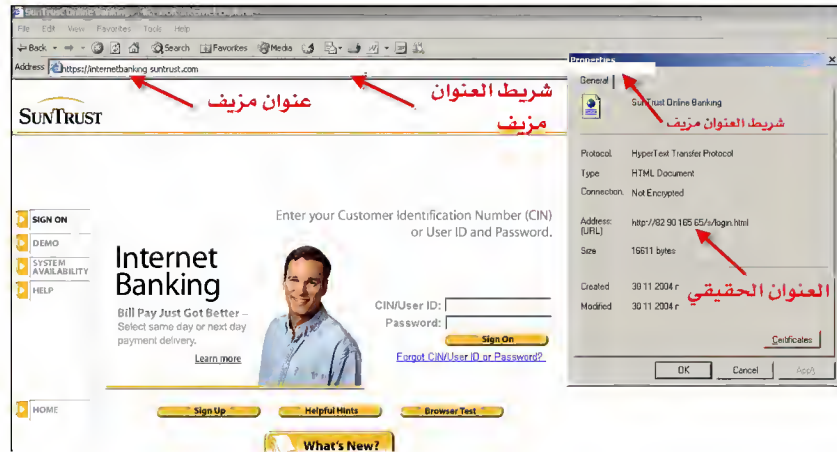 SunTrust Online Banking - Microsoft Internet Explorer
File Edit View Favorites Tools Help
Back Search Favorites Media
Address https://internetbanking.suntrust.com
عنوان مزيف
شريط العنوان
مزيف
SUNTRUST
SIGN ON
DEMO
SYSTEM
AVAILABILITY
HELP
HOME
Enter your Customer Identification Number (CIN)
or User ID and Password.
Internet
Banking
Bill Pay Just Got Better –
Select same day or next day
payment delivery.
Learn more
CIN/User ID:
Password:
Sign On
Forgot CIN/User ID or Password?
Sign Up Helpful Hints Browser Test
What's New?
Properties
General
SunTrust Online Banking
شريط العنوان مزيف
Protocol: HyperText Transfer Protocol
Type HTML Document
Connection: Not Encrypted
Address: http://82.90.165.65/s/login.html
(URL)
Size 16611 bytes
العنوان الحقيقي
Created 30 11 2004 г
Modified 30 11 2004 г
Certificates
OK Cancel Apply